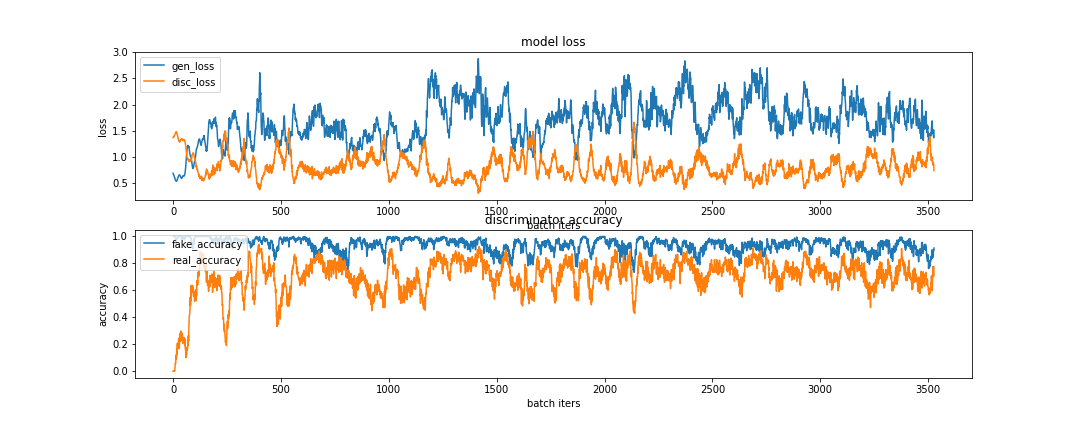 model loss
3.0
2.5
2.0
1.5
1.0
0.5
loss
gen_loss
disc_loss
0 500 1000 1500 2000 2500 3000 3500
batch iters
discriminator accuracy
1.0
0.8
0.6
0.4
0.2
0.0
accuracy
fake_accuracy
real_accuracy
0 500 1000 1500 2000 2500 3000 3500
batch iters